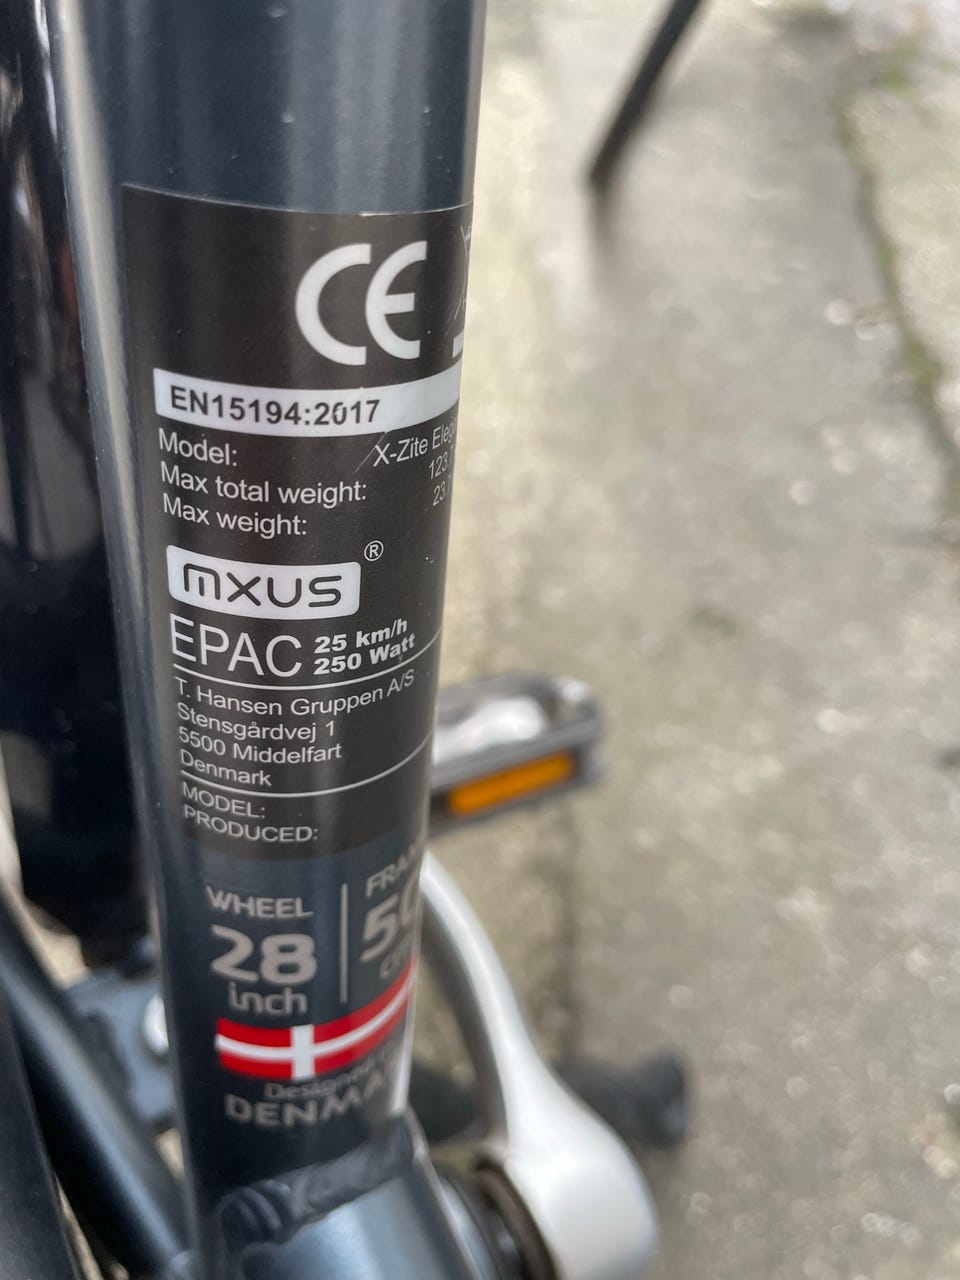 CE
EN15194:2017
Model: X-Zite
Max total weight:
Max weight:
mxus ®
EPAC 25 km/h
250 Watt
T. Hansen Gruppen A/S
Stensgårdvej 1
5500 Middelfart
Denmark
MODEL:
PRODUCED:
WHEEL
28
inch